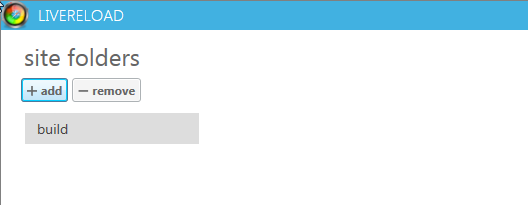 LIVERELOAD
site folders
+ add − remove
build